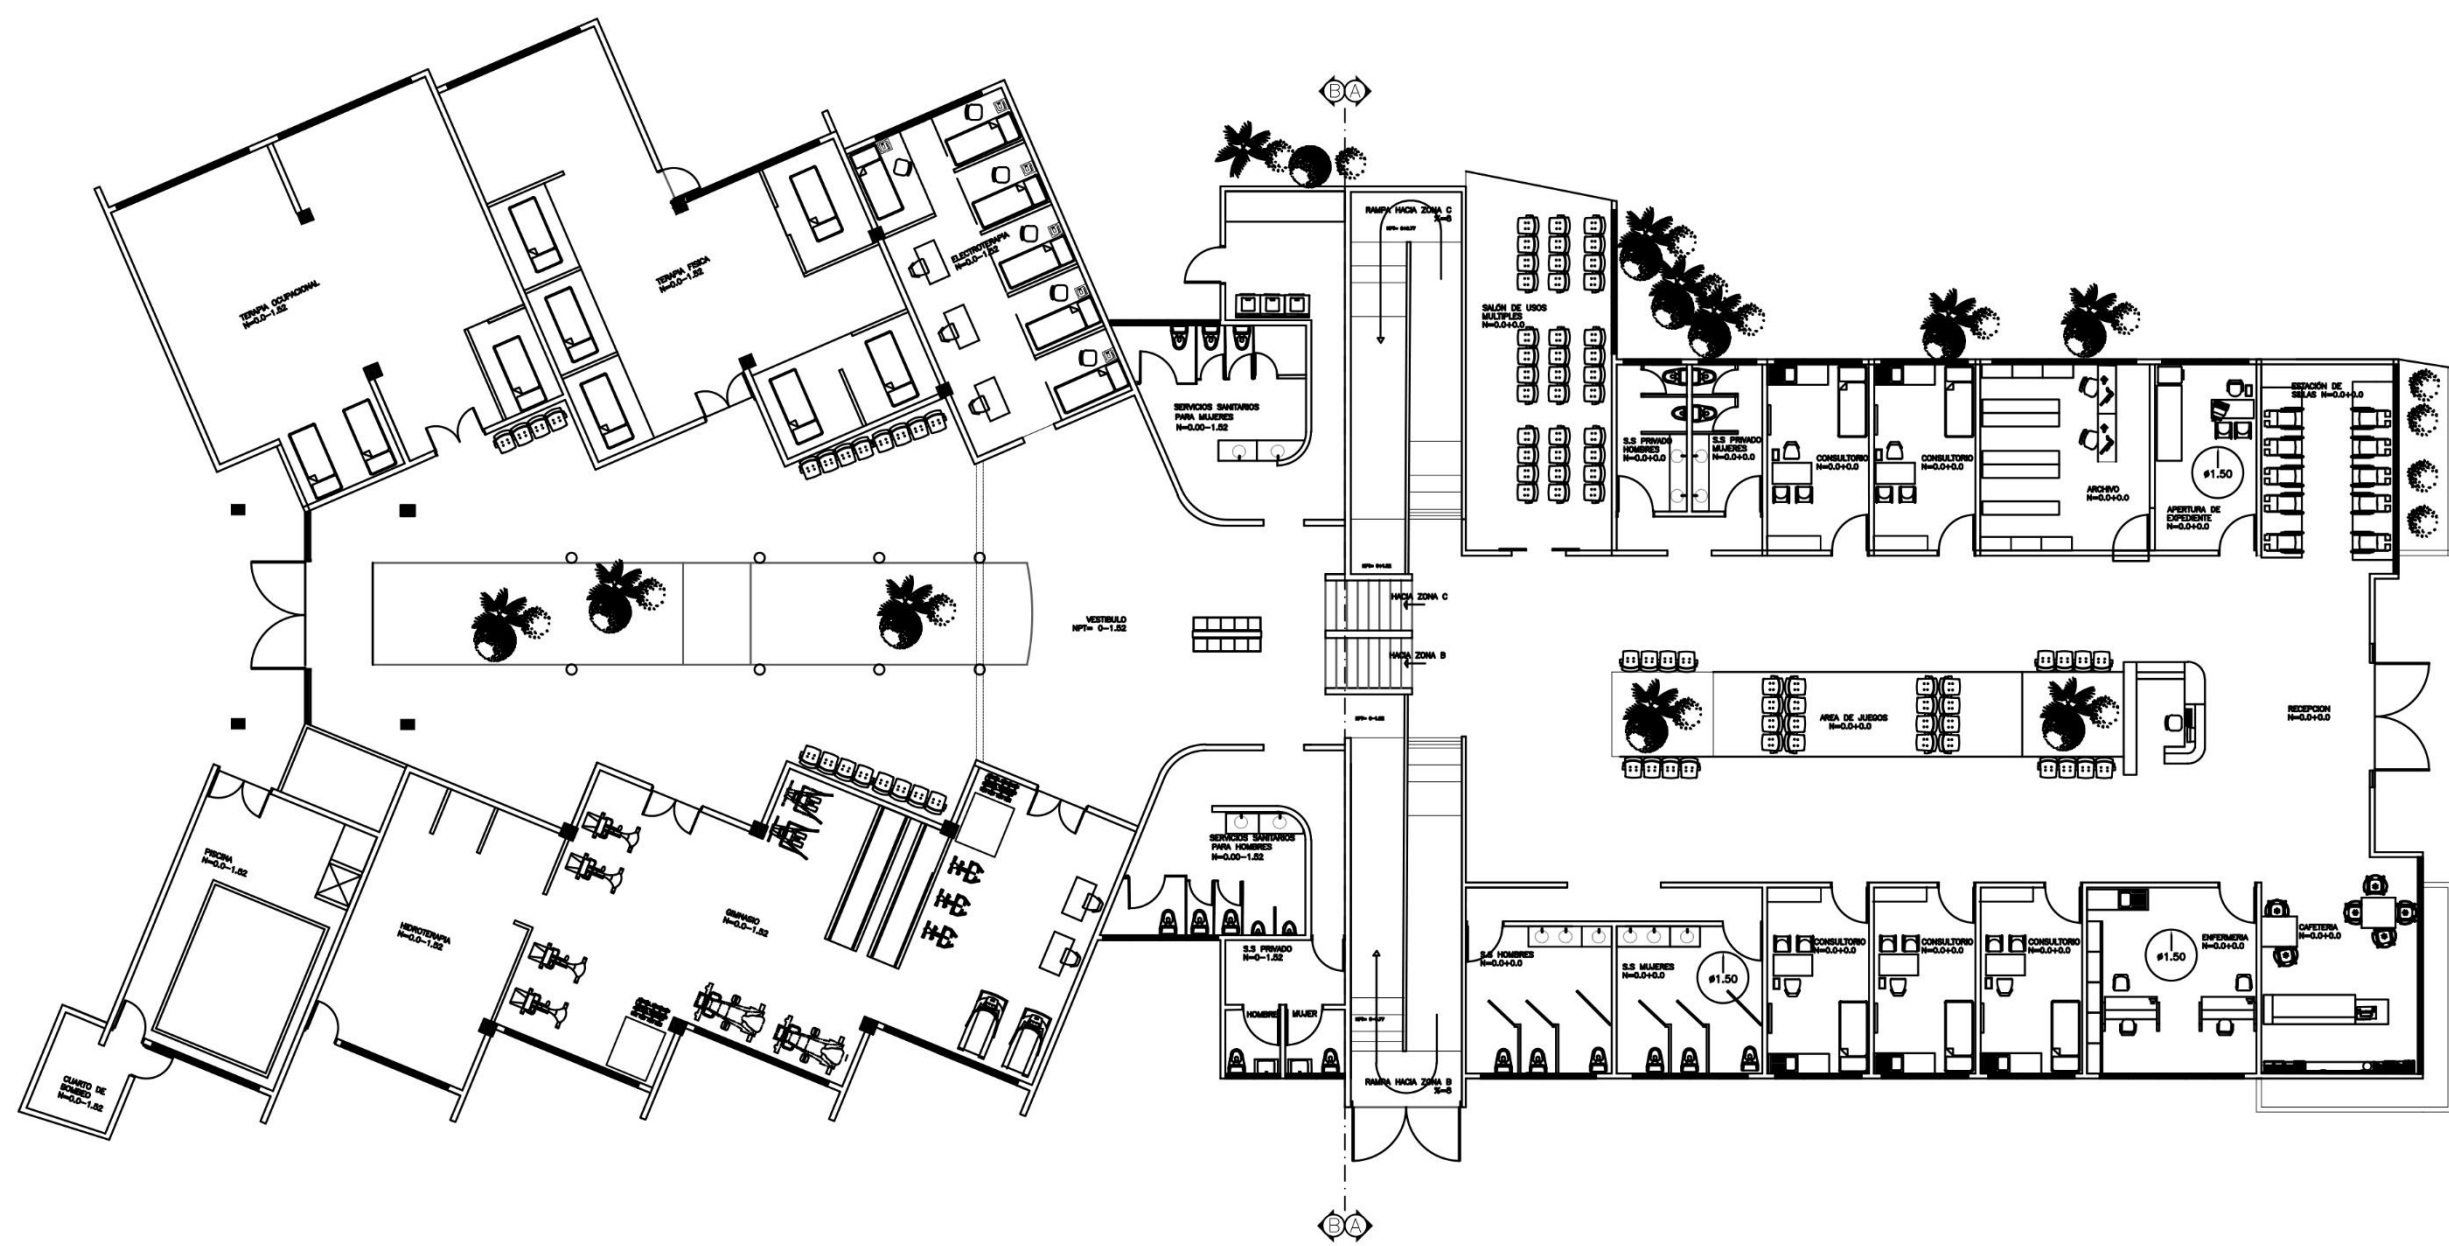 B A
RAMPA HACIA ZONA C
%=8
ELECTROTERAPIA
N=0.0-1.52
TERAPIA FISICA
N=0.0-1.52
TERAPIA OCUPACIONAL
N=0.0-1.52
SALÓN DE USOS
MULTIPLES
N=0.0+0.0
SERVICIOS SANITARIOS
PARA MUJERES
N=0.00-1.52
S.S PRIVADO
HOMBRES
N=0.0+0.0
S.S PRIVADO
MUJERES
N=0.0+0.0
CONSULTORIO
N=0.0+0.0
CONSULTORIO
N=0.0+0.0
ARCHIVO
N=0.0+0.0
ø1.50
APERTURA DE
EXPEDIENTE
N=0.0+0.0
ESTACIÓN DE
SILLAS N=0.0+0.0
VESTIBULO
NPT= 0-1.52
HACIA ZONA C
HACIA ZONA B
AREA DE JUEGOS
N=0.0+0.0
RECEPCION
N=0.0+0.0
PISCINA
N=0.0-1.52
HIDROTERAPIA
N=0.0-1.52
GIMNASIO
N=0.0-1.52
SERVICIOS SANITARIOS
PARA HOMBRES
N=0.00-1.52
S.S PRIVADO
N=0-1.52
HOMBRE
MUJER
S.S HOMBRES
N=0.0+0.0
S.S MUJERES
N=0.0+0.0
ø1.50
CONSULTORIO
N=0.0+0.0
CONSULTORIO
N=0.0+0.0
CONSULTORIO
N=0.0+0.0
ø1.50
ENFERMERIA
N=0.0+0.0
CAFETERIA
N=0.0+0.0
CUARTO DE
BOMBEO
N=0.0-1.52
RAMPA HACIA ZONA B
%=8
B A